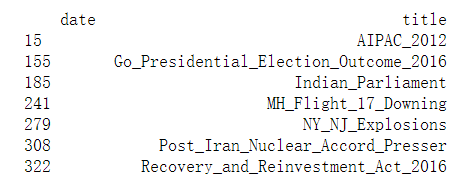 date title
15 AIPAC_2012
155 Go_Presidential_Election_Outcome_2016
185 Indian_Parliament
241 MH_Flight_17_Downing
279 NY_NJ_Explosions
308 Post_Iran_Nuclear_Accord_Presser
322 Recovery_and_Reinvestment_Act_2016